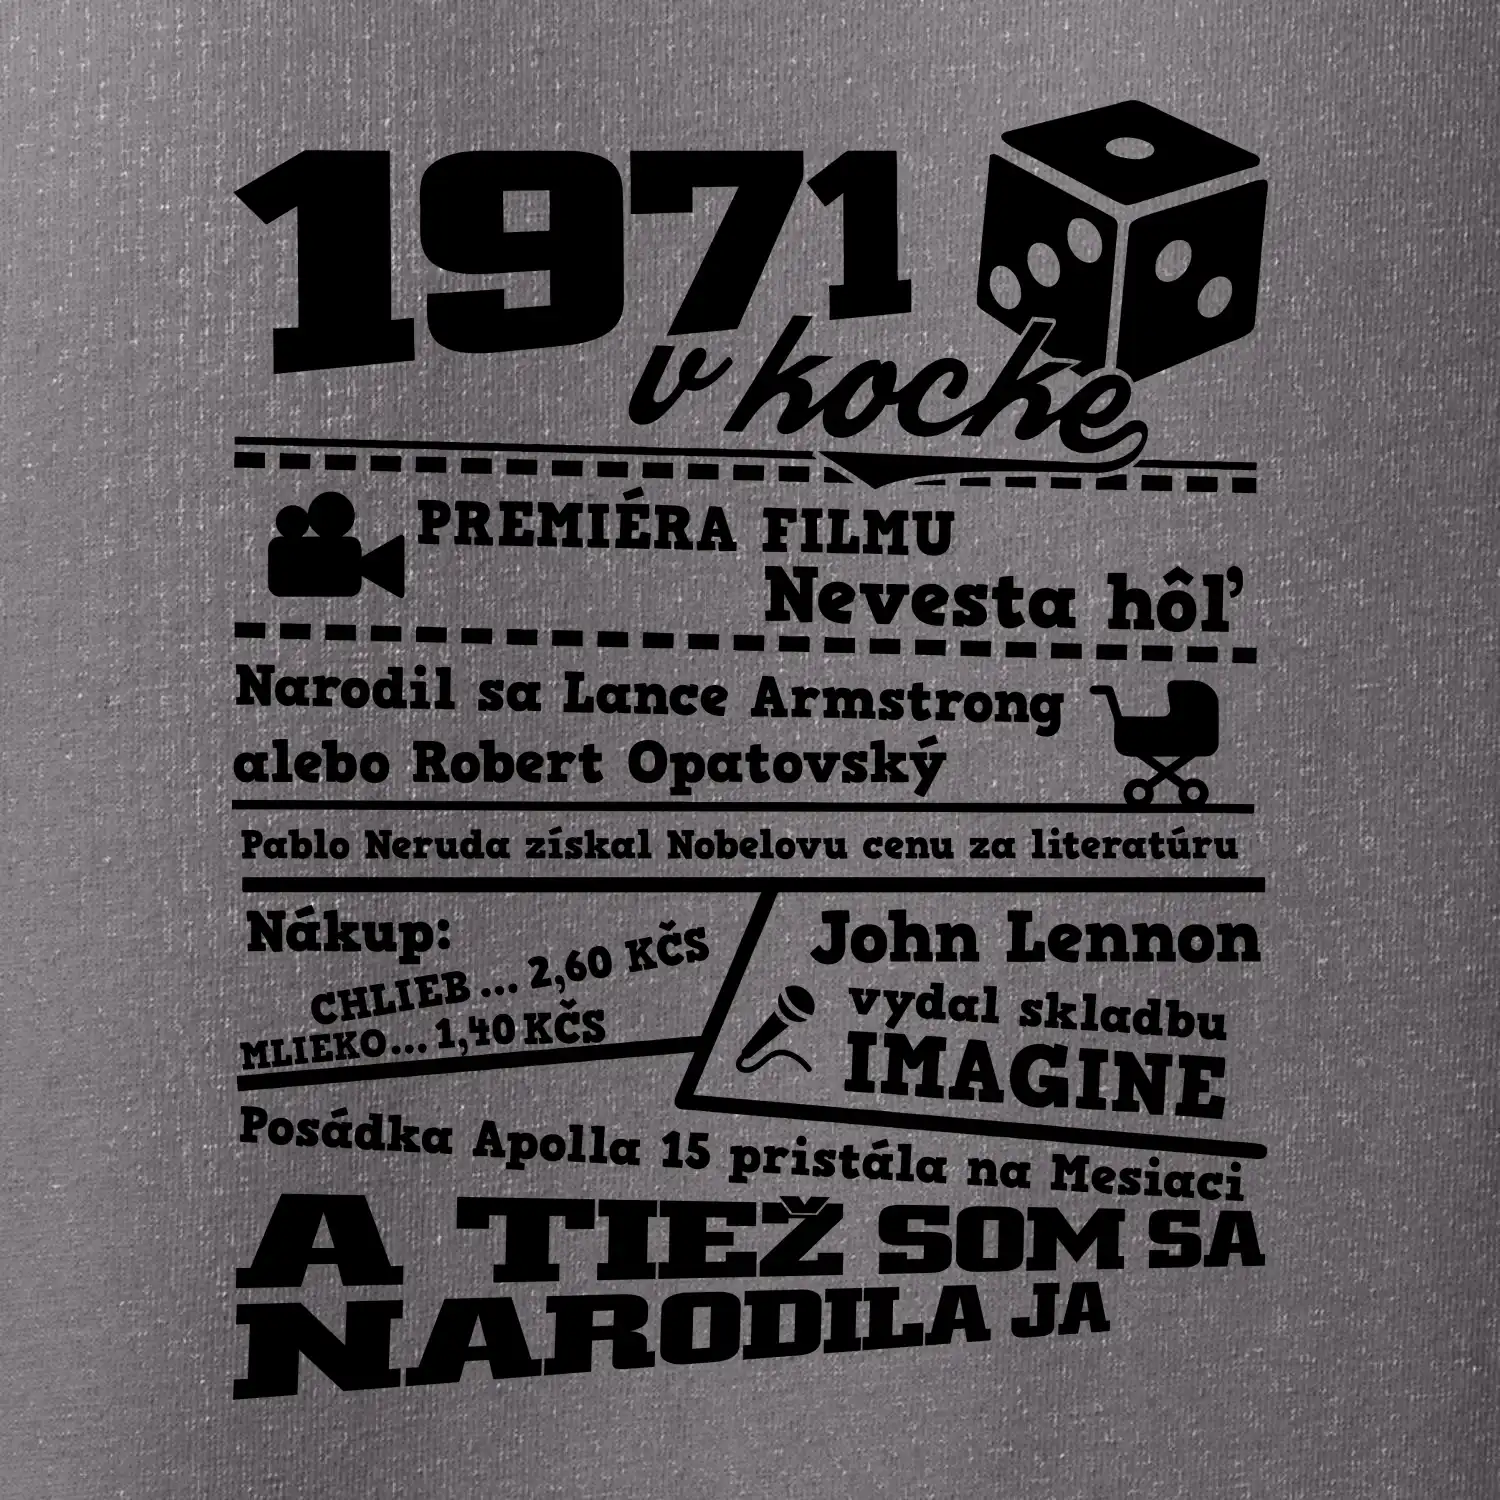 1971
v kocke
PREMIÉRA FILMU
Nevesta hôľ
Narodil sa Lance Armstrong
alebo Robert Opatovský
Pablo Neruda získal Nobelovu cenu za literatúru
Nákup:
CHLIEB... 2,60 KČS
MLIEKO... 1,40 KČS
John Lennon
vydal skladbu
IMAGINE
Posádka Apolla 15 pristála na Mesiaci
A TIEŽ SOM SA
NARODILA JA